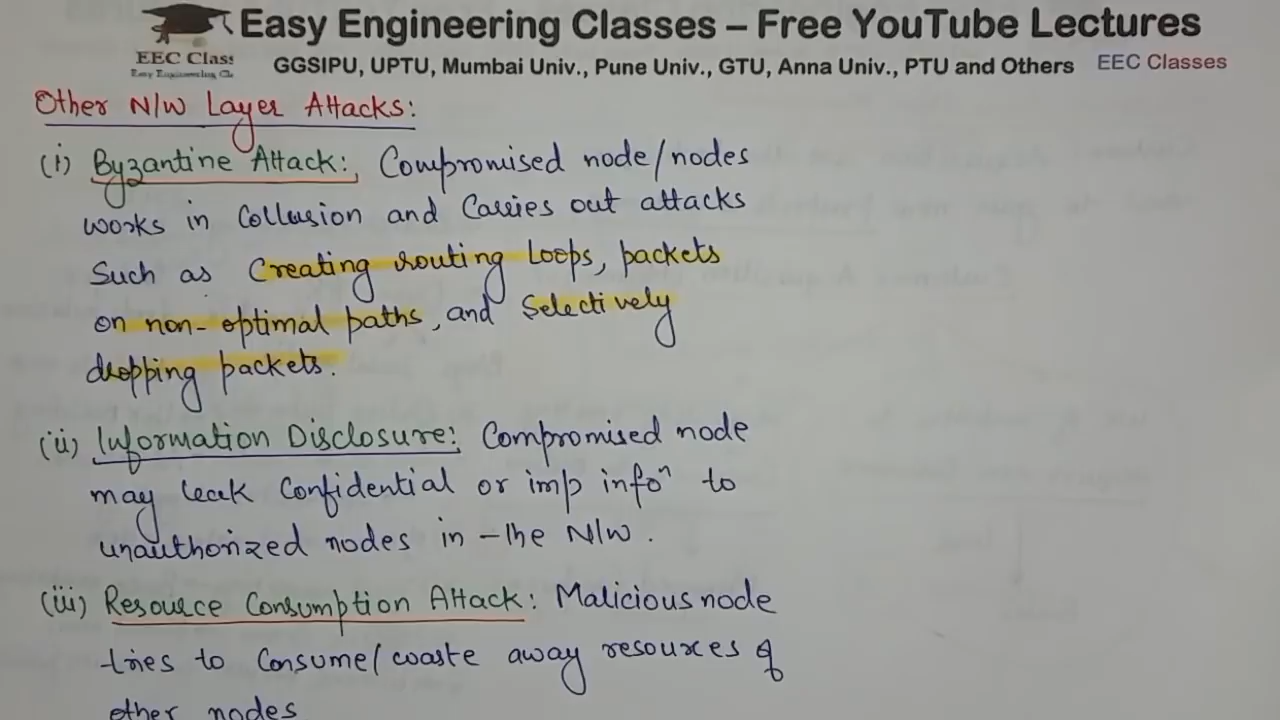 Easy Engineering Classes – Free YouTube Lectures
EEC Class
GGSIPU, UPTU, Mumbai Univ., Pune Univ., GTU, Anna Univ., PTU and Others
EEC Classes
Other N/W Layer Attacks:
(i) Byzantine Attack: Compromised node/nodes
works in Collusion and Carries out attacks
Such as Creating routing Loops, packets
on non-optimal paths, and Selectively
dropping packets.
(ii) Information Disclosure: Compromised node
may leak Confidential or imp infoⁿ to
unauthorized nodes in the N/W.
(iii) Resource Consumption Attack: Malicious node
tries to Consume/waste away resources of
other nodes